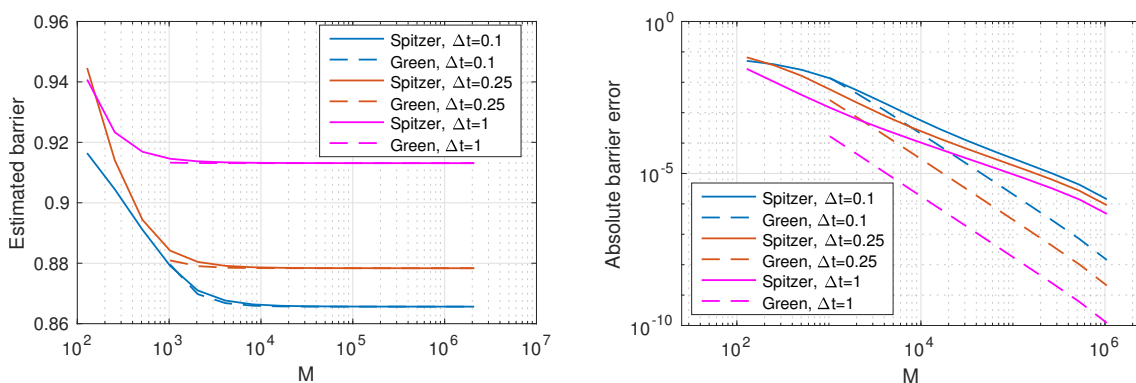 0.96
0.94
0.92
0.9
0.88
0.86
Estimated barrier
Spitzer, Δt=0.1
Green, Δt=0.1
Spitzer, Δt=0.25
Green, Δt=0.25
Spitzer, Δt=1
Green, Δt=1
10^2 10^3 10^4 10^5 10^6 10^7
M
10^0
10^-5
10^-10
Absolute barrier error
Spitzer, Δt=0.1
Green, Δt=0.1
Spitzer, Δt=0.25
Green, Δt=0.25
Spitzer, Δt=1
Green, Δt=1
10^2 10^4 10^6
M